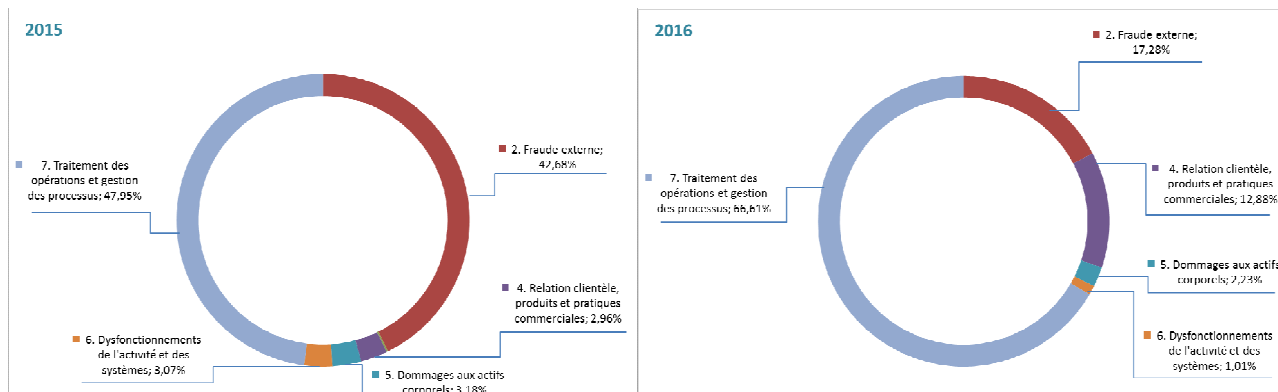 2015
2. Fraude externe;
42,68%
7. Traitement des
opérations et gestion
des processus; 47,95%
4. Relation clientèle,
produits et pratiques
commerciales; 2,96%
6. Dysfonctionnements
de l'activité et des
systèmes; 3,07%
5. Dommages aux actifs
corporels; 3,18%
2016
2. Fraude externe;
17,28%
4. Relation clientèle,
produits et pratiques
commerciales; 12,88%
7. Traitement des
opérations et gestion
des processus; 66,61%
5. Dommages aux actifs
corporels; 2,23%
6. Dysfonctionnements
de l'activité et des
systèmes; 1,01%